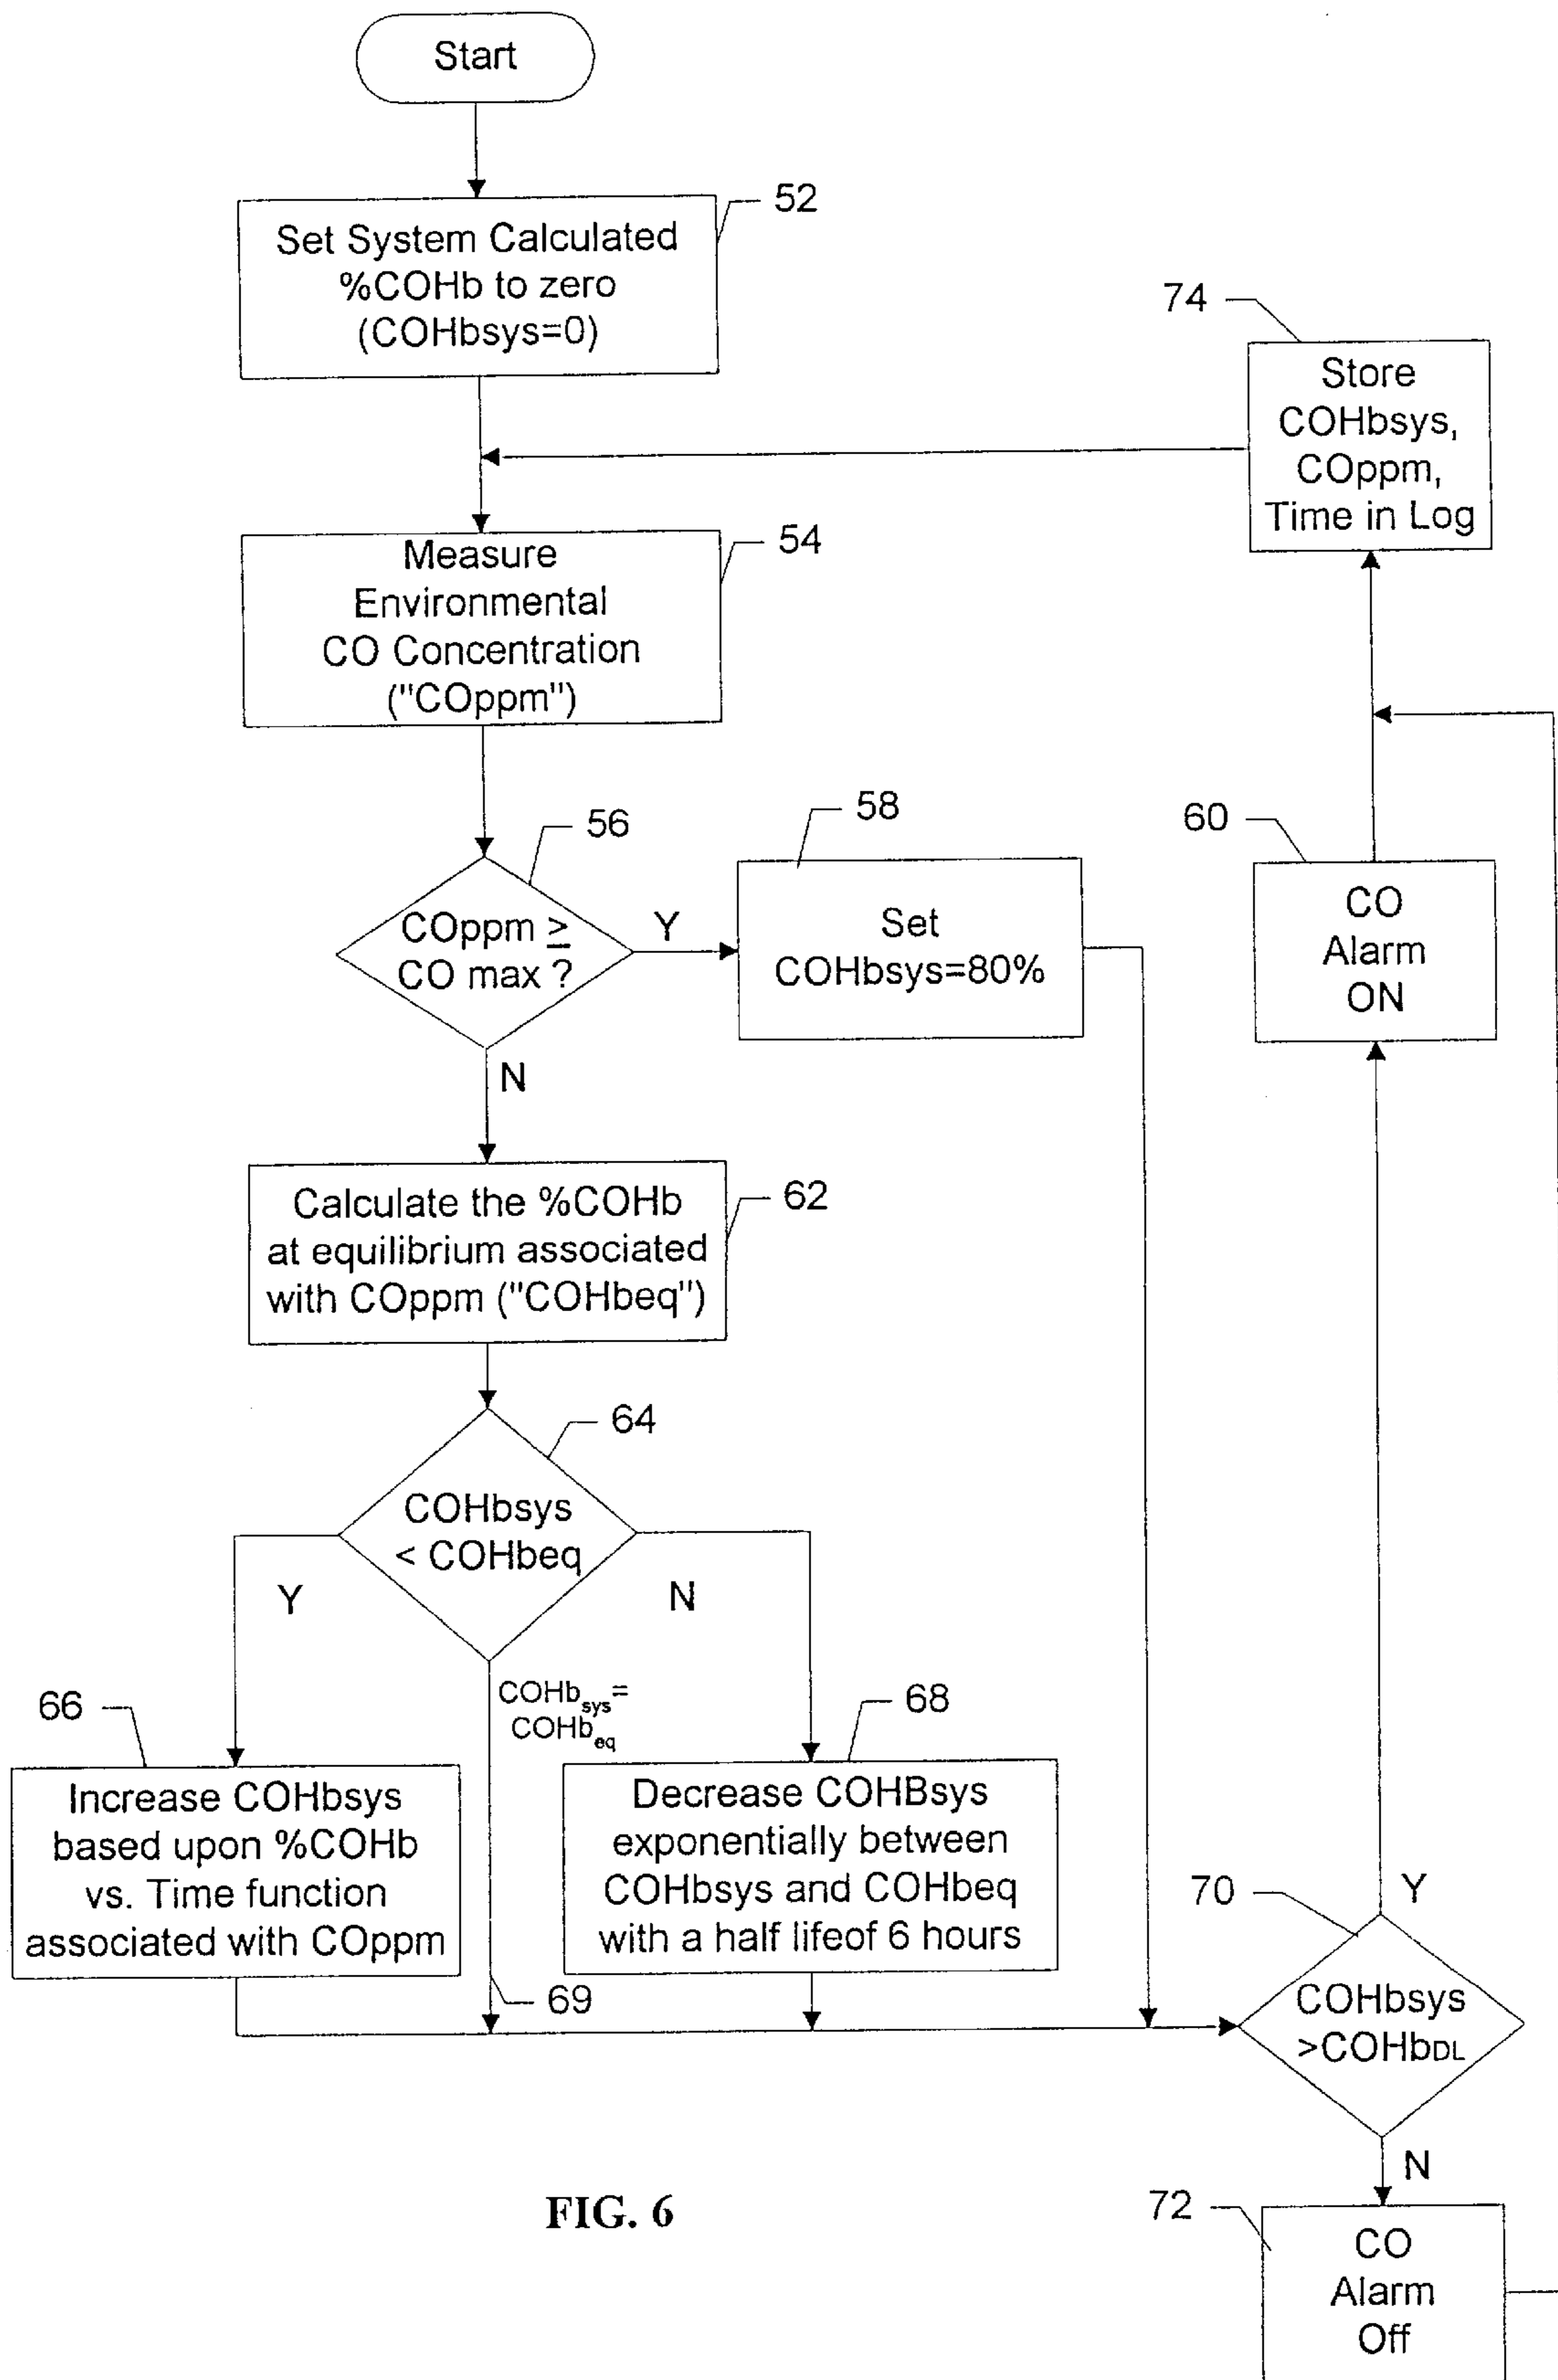 Start
52
Set System Calculated
%COHb to zero
(COHbsys=0)
74
Store
COHbsys,
COppm,
Time in Log
54
Measure
Environmental
CO Concentration
("COppm")
56
COppm ≥
CO max ?
Y
N
58
Set
COHbsys=80%
60
CO
Alarm
ON
62
Calculate the %COHb
at equilibrium associated
with COppm ("COHbeq")
64
COHbsys
< COHbeq
Y
N
COHbsys=
COHbeq
66
Increase COHbsys
based upon %COHb
vs. Time function
associated with COppm
68
Decrease COHBsys
exponentially between
COHbsys and COHbeq
with a half lifeof 6 hours
69
70
Y
COHbsys
>COHbDL
N
72
CO
Alarm
Off
FIG. 6